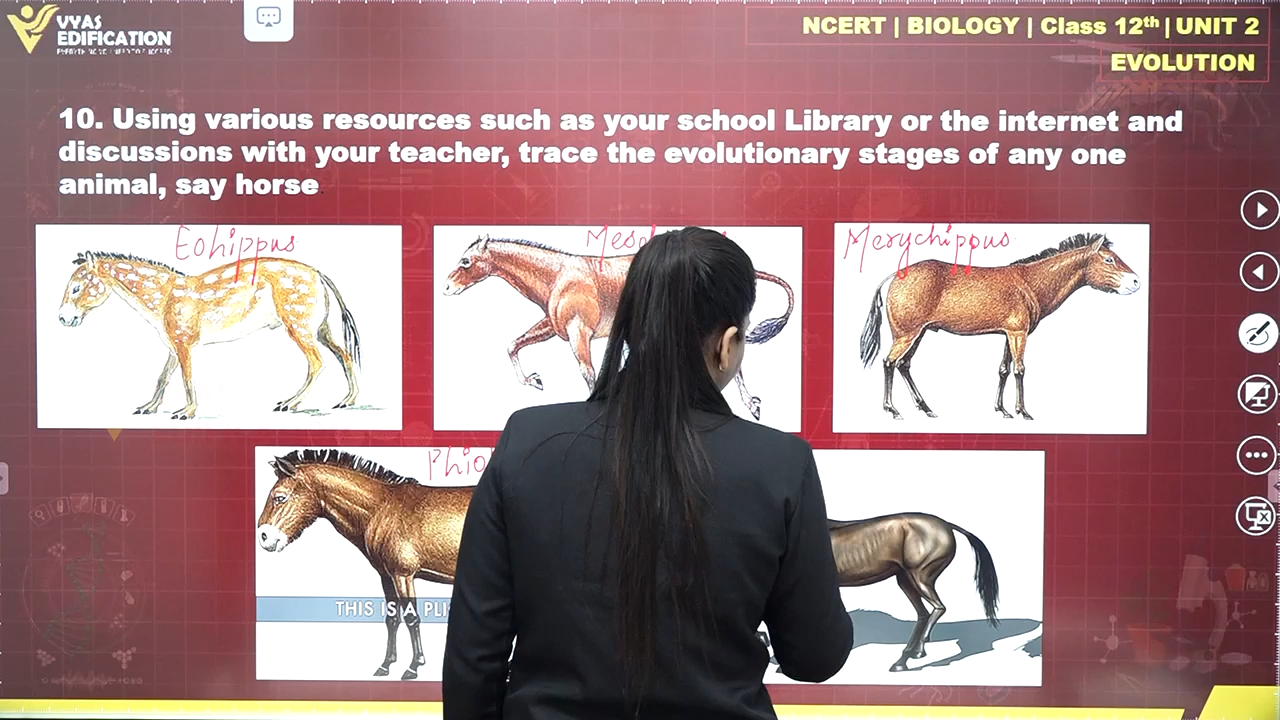 VYAS
EDIFICATION
NCERT | BIOLOGY | Class 12th | UNIT 2
EVOLUTION
10. Using various resources such as your school Library or the internet and
discussions with your teacher, trace the evolutionary stages of any one
animal, say horse
Eohippus
Merychippus
THIS IS A